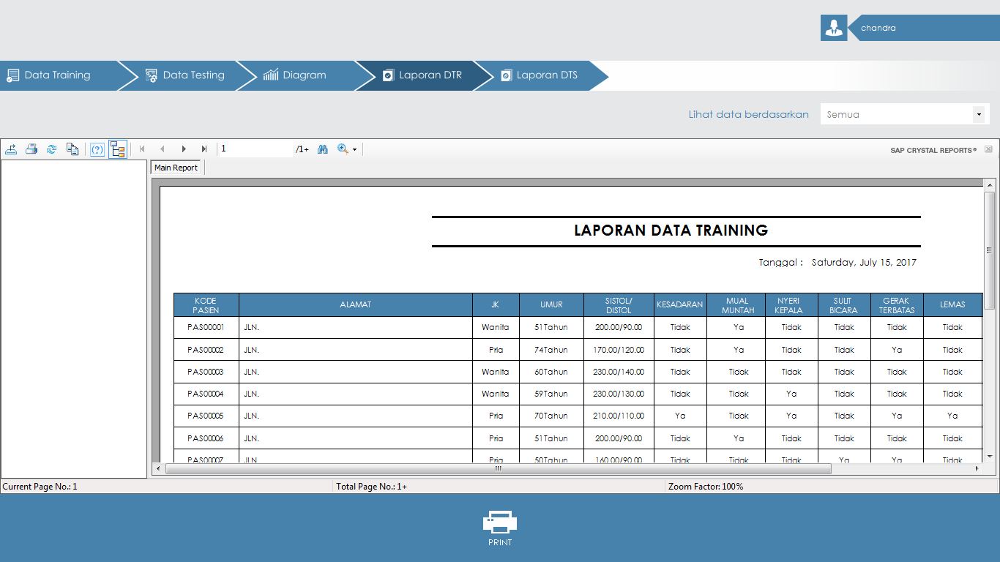 chandra
Data Training Data Testing Diagram Laporan DTR Laporan DTS
Lihat data berdasarkan Semua
1 /1+ SAP CRYSTAL REPORTS®
Main Report
LAPORAN DATA TRAINING
Tanggal : Saturday, July 15, 2017
KODE PASIEN ALAMAT JK UMUR SISTOL/ DISTOL KESADARAN MUAL MUNTAH NYERI KEPALA SULIT BICARA GERAK TERBATAS LEMAS
PAS00001 JLN. Wanita 51Tahun 200.00/90.00 Tidak Ya Tidak Tidak Tidak Tidak
PAS00002 JLN. Pria 74Tahun 170.00/120.00 Tidak Ya Tidak Tidak Ya Tidak
PAS00003 JLN. Wanita 60Tahun 230.00/140.00 Tidak Tidak Tidak Tidak Tidak Tidak
PAS00004 JLN. Wanita 59Tahun 230.00/130.00 Tidak Tidak Ya Tidak Tidak Tidak
PAS00005 JLN. Pria 70Tahun 210.00/110.00 Ya Tidak Ya Tidak Ya Ya
PAS00006 JLN. Pria 51Tahun 200.00/90.00 Tidak Ya Tidak Tidak Tidak Tidak
PAS00007 JLN. Pria 50Tahun 160.00/90.00 Tidak Tidak Tidak Ya Ya Tidak
Current Page No.: 1 Total Page No.: 1+ Zoom Factor: 100%
PRINT